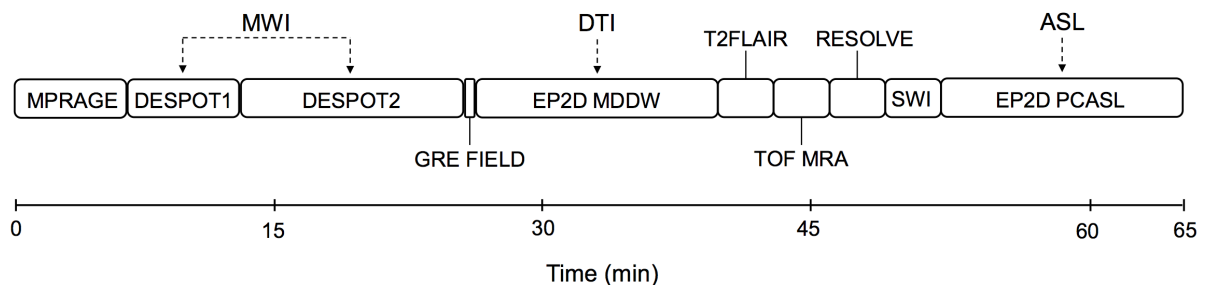 MWI DTI ASL
T2FLAIR RESOLVE
MPRAGE DESPOT1 DESPOT2 EP2D MDDW SWI EP2D PCASL
GRE FIELD TOF MRA
0 15 30 45 60 65
Time (min)